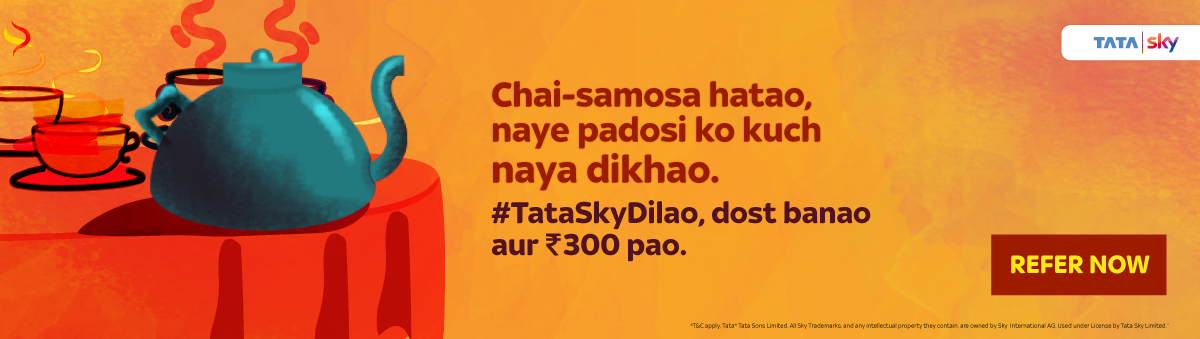 TATA sky
Chai-samosa hatao,
naye padosi ko kuch
naya dikhao.
#TataSkyDilao, dost banao
aur ₹300 pao.
REFER NOW
*T&C apply. Tata® Tata Sons Limited. All Sky Trademarks, and any intellectual property they contain, are owned by Sky International AG. Used under License by Tata Sky Limited.*